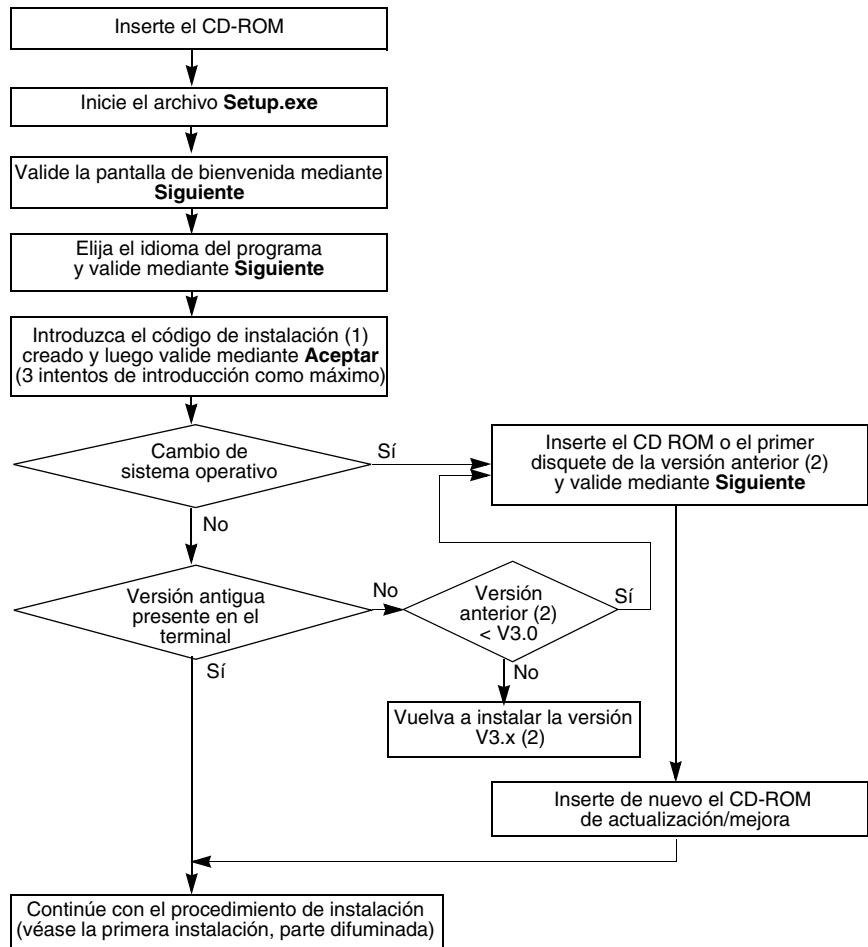 Inserte el CD-ROM
Inicie el archivo Setup.exe
Valide la pantalla de bienvenida mediante
Siguiente
Elija el idioma del programa
y valide mediante Siguiente
Introduzca el código de instalación (1)
creado y luego valide mediante Aceptar
(3 intentos de introducción como máximo)
Cambio de
sistema operativo
Sí
Inserte el CD ROM o el primer
disquete de la versión anterior (2)
y valide mediante Siguiente
No
Versión antigua
presente en el
terminal
No
Versión
anterior (2)
< V3.0
Sí
Sí
No
Vuelva a instalar la versión
V3.x (2)
Inserte de nuevo el CD-ROM
de actualización/mejora
Continúe con el procedimiento de instalación
(véase la primera instalación, parte difuminada)